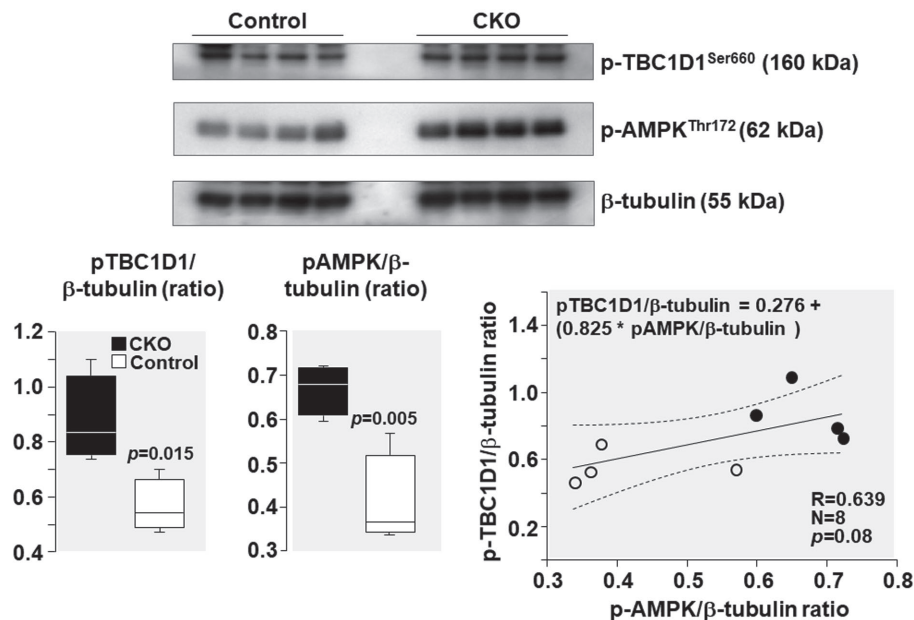 Control CKO
p-TBC1D1Ser660 (160 kDa)
p-AMPKThr172 (62 kDa)
β-tubulin (55 kDa)
pTBC1D1/
β-tubulin (ratio)
1.2
1.0
0.8
0.6
0.4
CKO
Control
p=0.015
pAMPK/β-
tubulin (ratio)
0.8
0.7
0.6
0.5
0.4
0.3
p=0.005
p-TBC1D1/β-tubulin ratio
1.4
1.0
0.6
0.2
pTBC1D1/β-tubulin = 0.276 +
(0.825 * pAMPK/β-tubulin )
R=0.639
N=8
p=0.08
0.3 0.4 0.5 0.6 0.7 0.8
p-AMPK/β-tubulin ratio